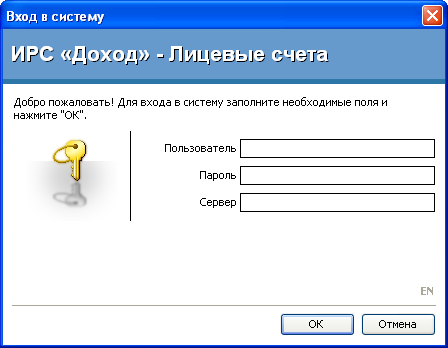 Вход в систему
ИРС «Доход» - Лицевые счета
Добро пожаловать! Для входа в систему заполните необходимые поля и
нажмите "ОК".
Пользователь
Пароль
Сервер
EN
ОК
Отмена